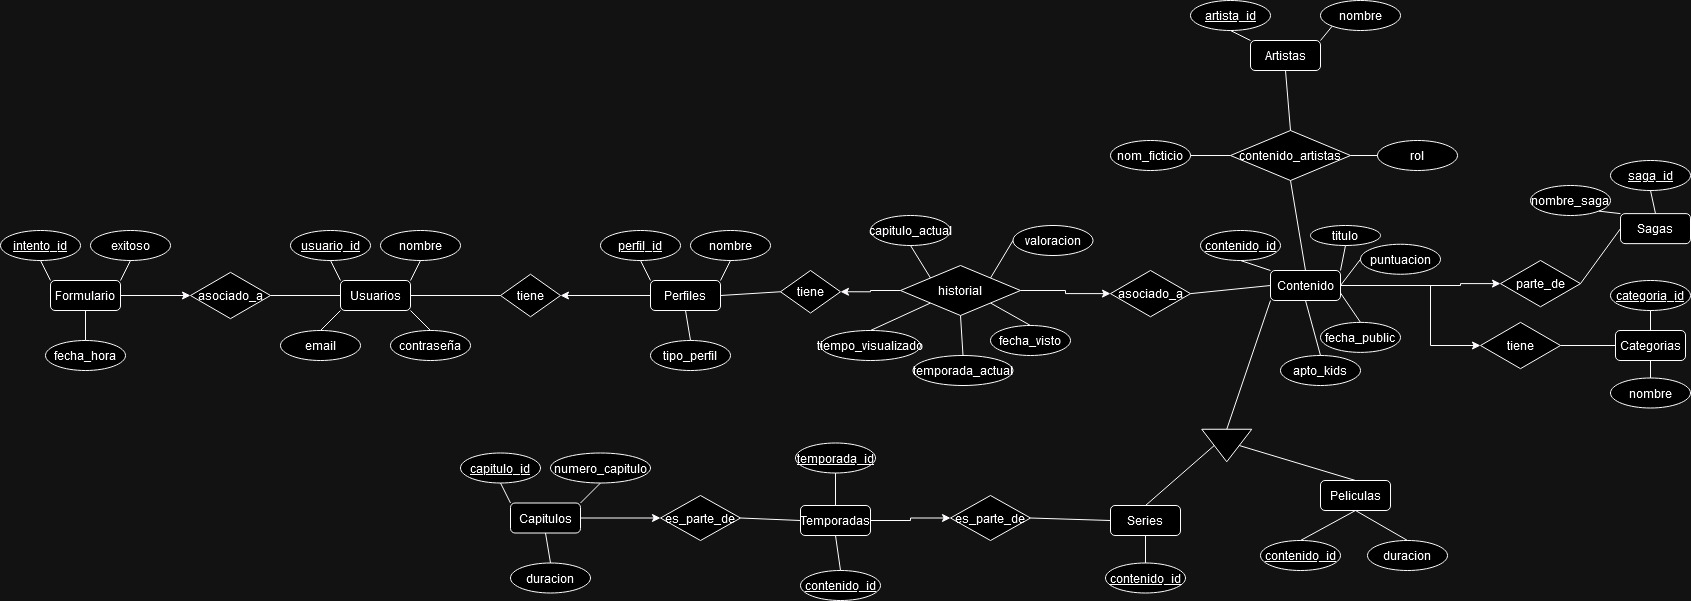 artista_id
nombre
Artistas
nom_ficticio
contenido_artistas
rol
saga_id
nombre_saga
Sagas
intento_id
exitoso
Formulario
fecha_hora
asociado_a
usuario_id
nombre
Usuarios
email
contraseña
tiene
perfil_id
nombre
Perfiles
tipo_perfil
tiene
capitulo_actual
valoracion
historial
tiempo_visualizado
temporada_actual
fecha_visto
asociado_a
contenido_id
titulo
puntuacion
Contenido
fecha_public
apto_kids
parte_de
categoria_id
tiene
Categorias
nombre
capitulo_id
numero_capitulo
Capitulos
duracion
es_parte_de
temporada_id
Temporadas
contenido_id
es_parte_de
Series
contenido_id
Peliculas
contenido_id
duracion